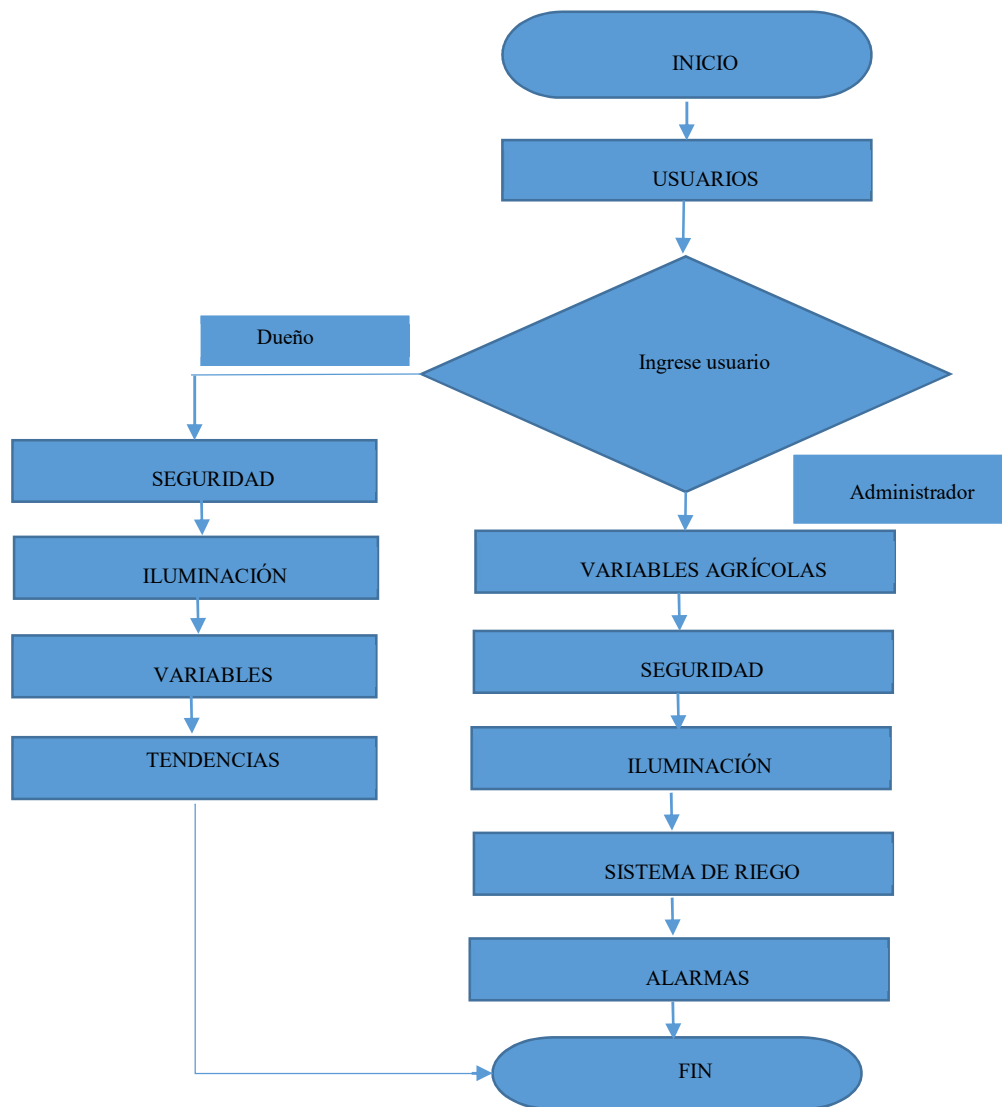 INICIO
USUARIOS
Dueño
Ingrese usuario
SEGURIDAD
Administrador
ILUMINACIÓN
VARIABLES AGRÍCOLAS
VARIABLES
SEGURIDAD
TENDENCIAS
ILUMINACIÓN
SISTEMA DE RIEGO
ALARMAS
FIN